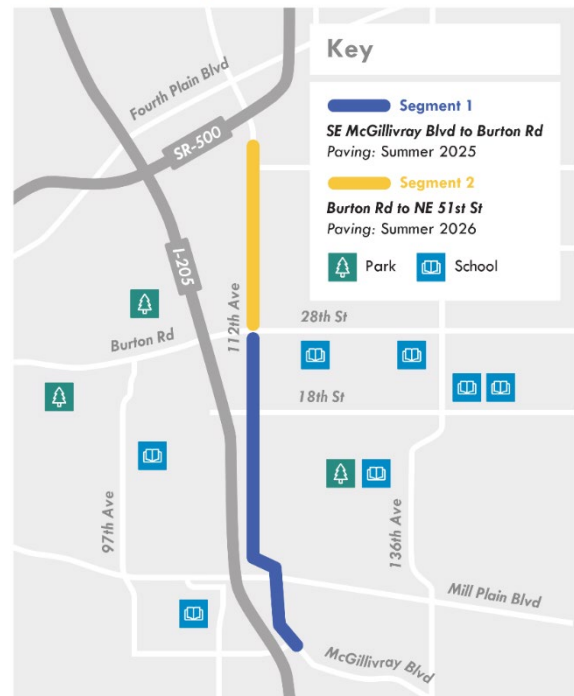 Key
Segment 1
SE McGillivray Blvd to Burton Rd
Paving: Summer 2025
Segment 2
Burton Rd to NE 51st St
Paving: Summer 2026
Park
School
Fourth Plain Blvd
SR-500
I-205
112th Ave
28th St
Burton Rd
18th St
97th Ave
136th Ave
Mill Plain Blvd
McGillivray Blvd